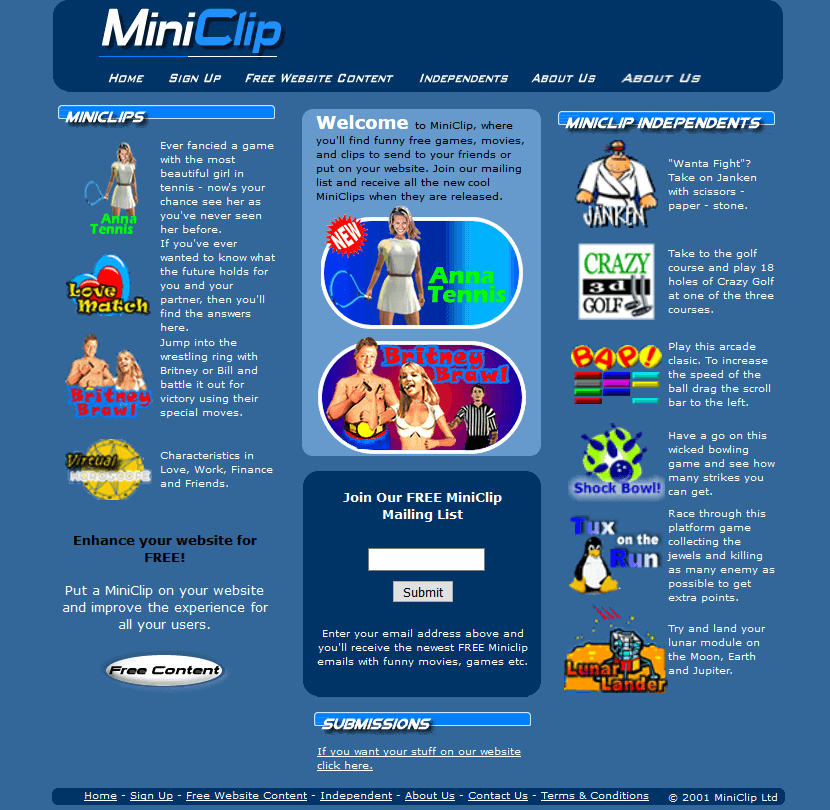 MiniClip
Home Sign Up Free Website Content Independents About Us About Us
MINICLIPS
Ever fancied a game
with the most
beautiful girl in
tennis - now's your
chance see her as
you've never seen
her before.
Anna
Tennis
If you've ever
wanted to know what
the future holds for
you and your
partner, then you'll
find the answers
here.
Love
Match
Jump into the
wrestling ring with
Britney or Bill and
battle it out for
victory using their
special moves.
Britney
Brawl
Virtual
HOROSCOPE
Characteristics in
Love, Work, Finance
and Friends.
Enhance your website for
FREE!
Put a MiniClip on your website
and improve the experience for
all your users.
Free Content
Welcome to MiniClip, where
you'll find funny free games, movies,
and clips to send to your friends or
put on your website. Join our mailing
list and receive all the new cool
MiniClips when they are released.
NEW
Anna
Tennis
Britney
Brawl
Join Our FREE MiniClip
Mailing List
Submit
Enter your email address above and
you'll receive the newest FREE Miniclip
emails with funny movies, games etc.
SUBMISSIONS
If you want your stuff on our website
click here.
MINICLIP INDEPENDENTS
JANKEN
"Wanta Fight"?
Take on Janken
with scissors -
paper - stone.
CRAZY
3d
GOLF
Take to the golf
course and play 18
holes of Crazy Golf
at one of the three
courses.
BAP!
Play this arcade
clasic. To increase
the speed of the
ball drag the scroll
bar to the left.
Shock Bowl!
Have a go on this
wicked bowling
game and see how
many strikes you
can get.
Tux
on the
Run
Race through this
platform game
collecting the
jewels and killing
as many enemy as
possible to get
extra points.
Lunar
Lander
Try and land your
lunar module on
the Moon, Earth
and Jupiter.
Home - Sign Up - Free Website Content - Independent - About Us - Contact Us - Terms & Conditions © 2001 MiniClip Ltd